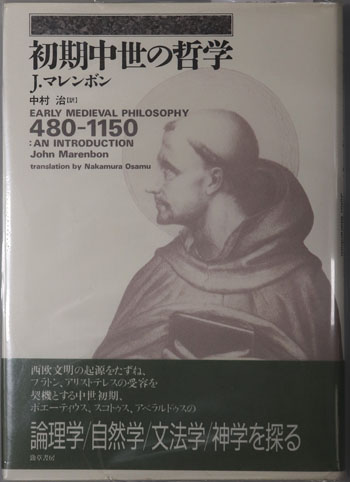 初期中世の哲学
J.マレンボン
中村 治[訳]
EARLY MEDIEVAL PHILOSOPHY
480-1150
:AN INTRODUCTION
John Marenbon
translation by Nakamura Osamu
西欧文明の起源をたずね、
プラトン、アリストテレスの受容を
契機とする中世初期、
ボエーティウス、スコトゥス、アベラルドゥスの
論理学/自然学/文法学/神学を探る
勁草書房